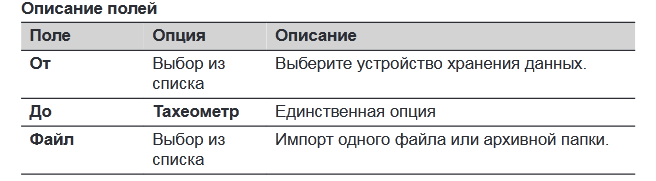 Описание полей
Поле Опция Описание
От Выбор из Выберите устройство хранения данных.
списка
До Тахеометр Единственная опция
Файл Выбор из Импорт одного файла или архивной папки.
списка